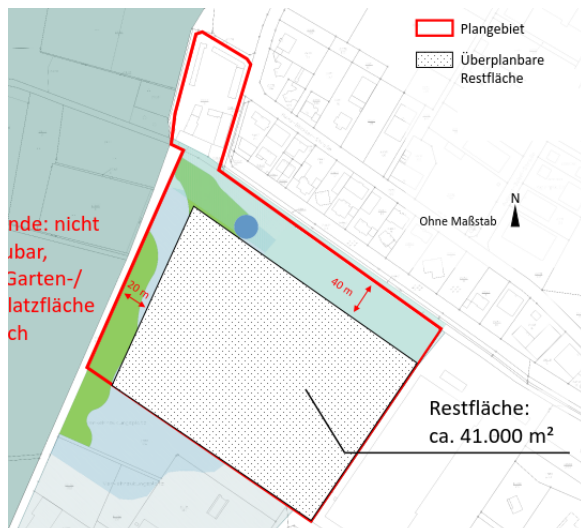 Plangebiet
Überplanbare
Restfläche
N
Ohne Maßstab
nde: nicht
ubar,
Garten-/
latzfläche
ch
20 m
40 m
Restfläche:
ca. 41.000 m²